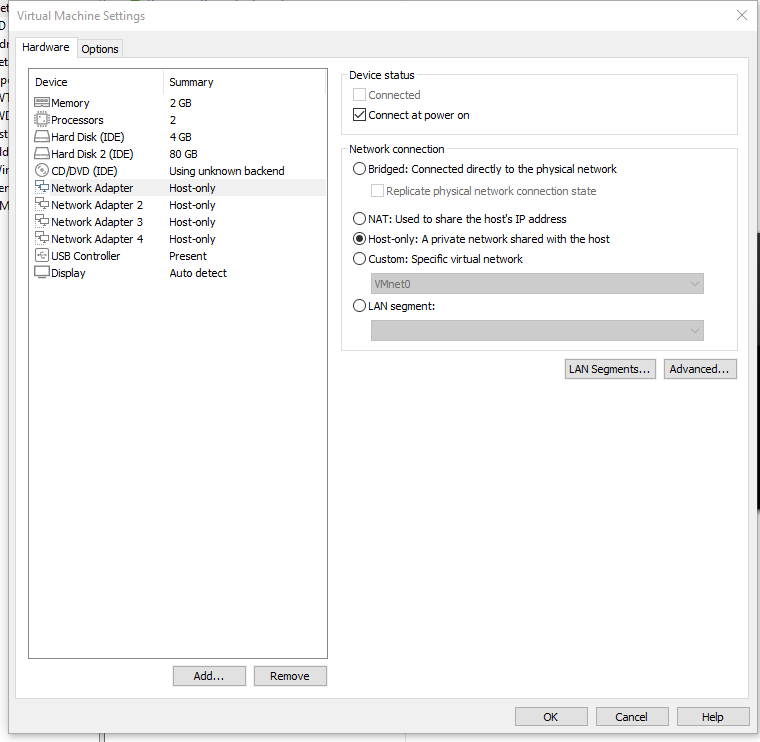 Virtual Machine Settings
Hardware Options
Device Summary
Memory 2 GB
Processors 2
Hard Disk (IDE) 4 GB
Hard Disk 2 (IDE) 80 GB
CD/DVD (IDE) Using unknown backend
Network Adapter Host-only
Network Adapter 2 Host-only
Network Adapter 3 Host-only
Network Adapter 4 Host-only
USB Controller Present
Display Auto detect
Add... Remove
Device status
Connected
Connect at power on
Network connection
Bridged: Connected directly to the physical network
Replicate physical network connection state
NAT: Used to share the host's IP address
Host-only: A private network shared with the host
Custom: Specific virtual network
VMnet0
LAN segment:
LAN Segments... Advanced...
OK Cancel Help